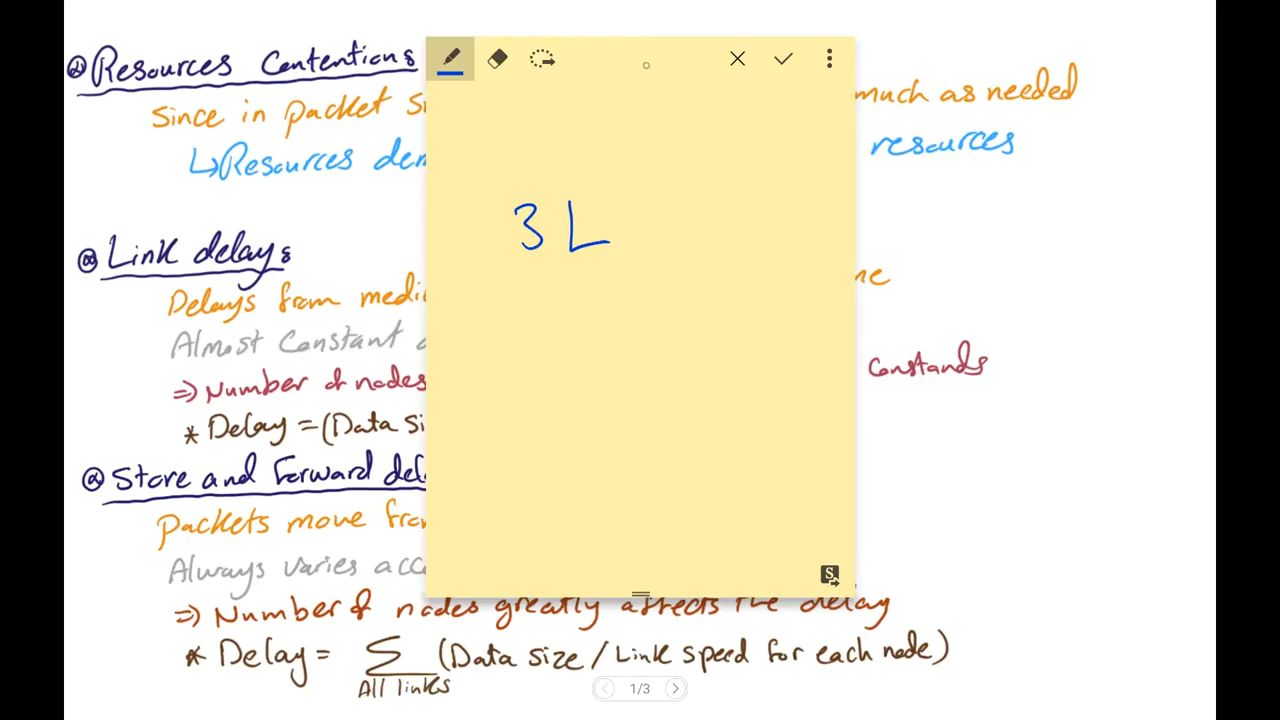 Resources Contentions
Since in packet
much as needed
↳ Resources
resources
3 L
Link delays
Delays from
Almost Constant
⇒ Number of nodes
constands
* Delay = (Data
Store and Forward
Packets move
Always varies
⇒ Number of nodes greatly affects the delay
* Delay = ∑ (Data size / Link speed for each node)
All links
1/3